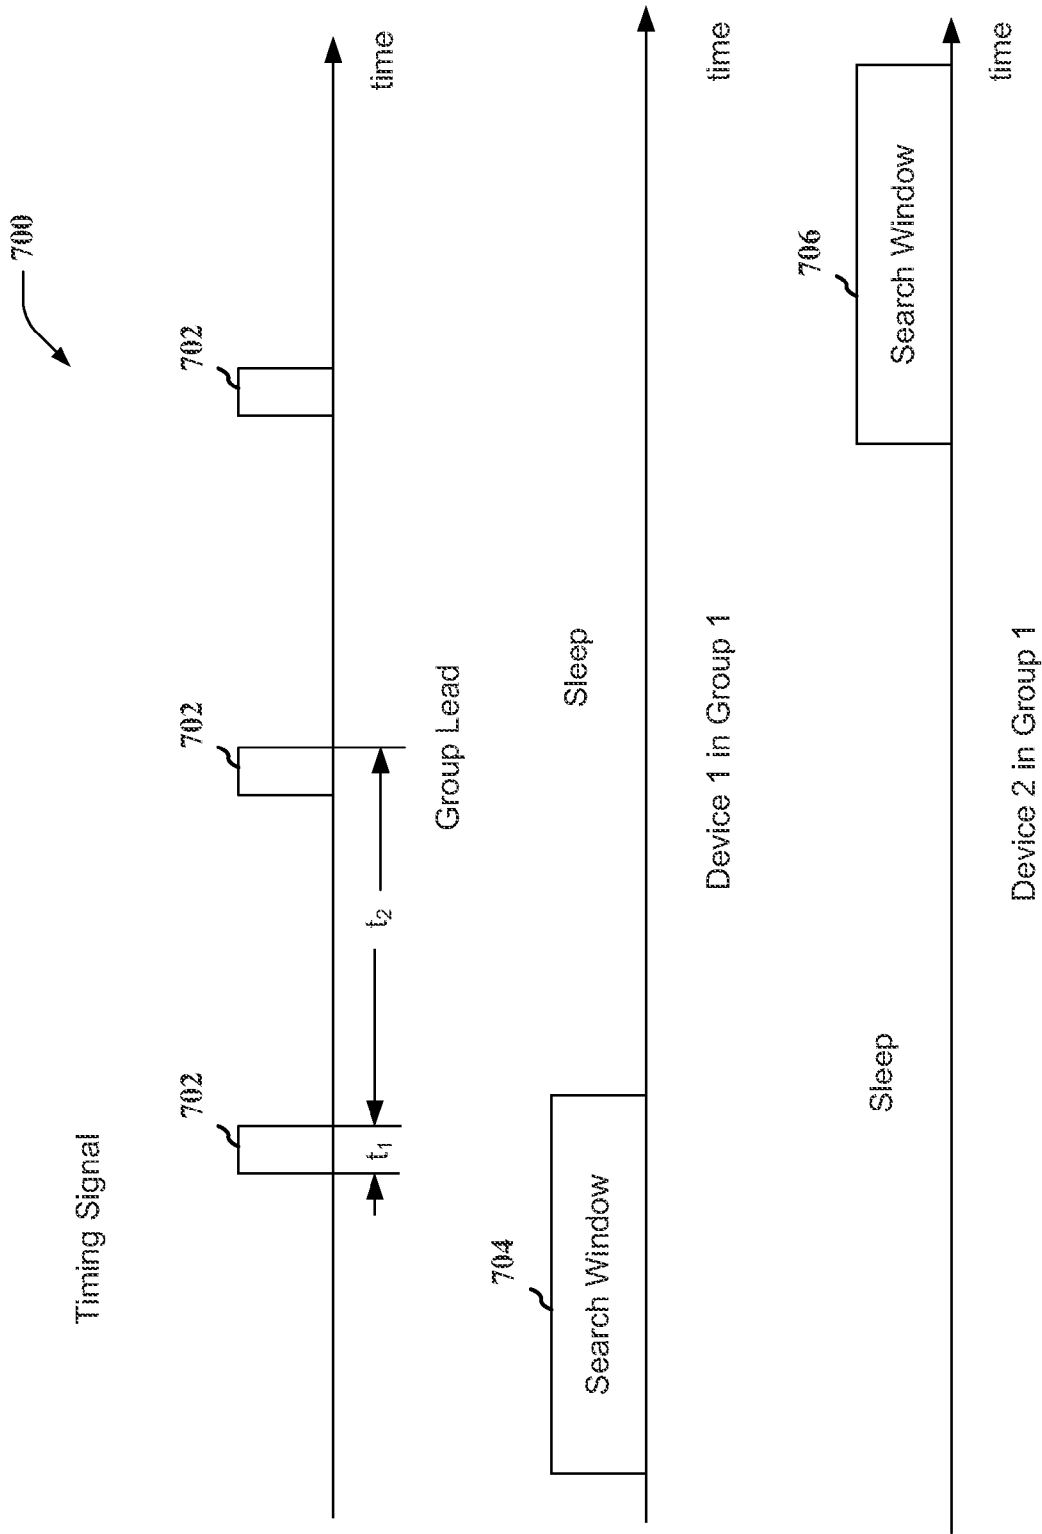 700
Timing Signal
702
702
702
t1
t2
time
Group Lead
704
Search Window
Sleep
time
Device 1 in Group 1
706
Sleep
Search Window
time
Device 2 in Group 1